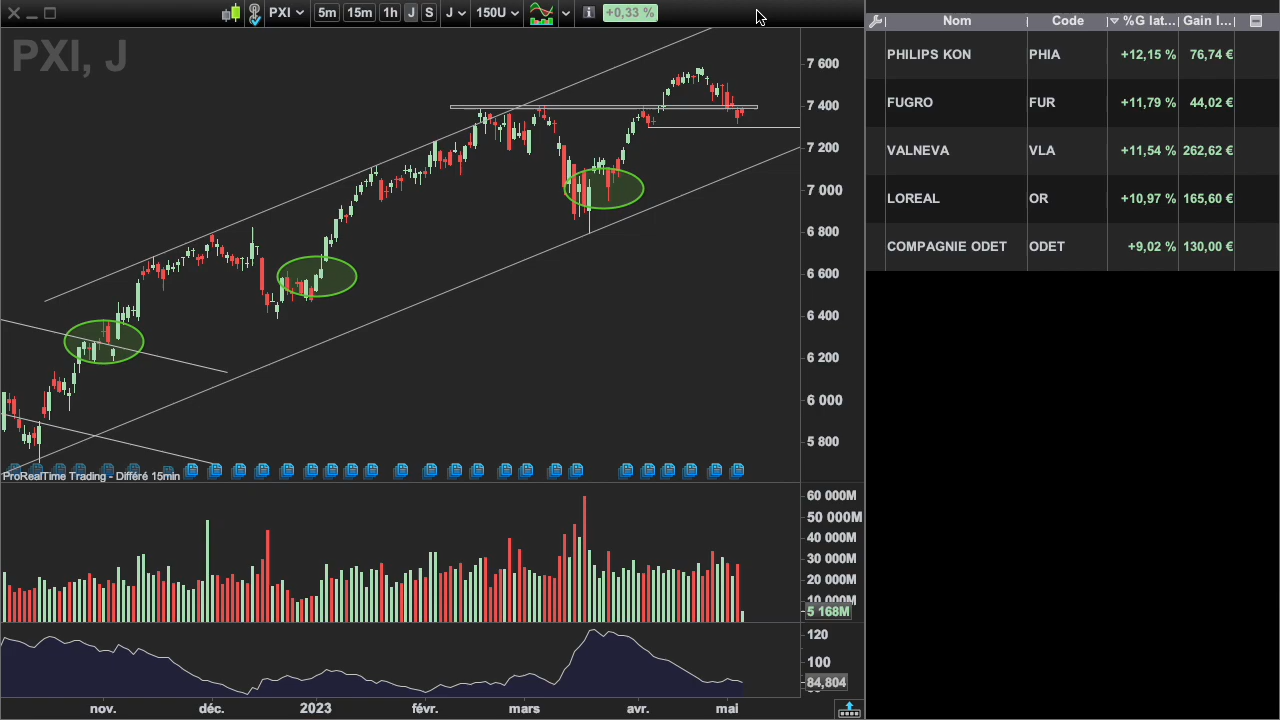 PXI 5m 15m 1h J S J 150U +0,33 %
PXI, J
7 600
7 400
7 200
7 000
6 800
6 600
6 400
6 200
6 000
5 800
ProRealTime Trading - Différé 15min
60 000M
50 000M
40 000M
30 000M
20 000M
10 000M
5 168M
120
100
84,804
nov. déc. 2023 févr. mars avr. mai
Nom Code %G lat... Gain l...
PHILIPS KON PHIA +12,15 % 76,74 €
FUGRO FUR +11,79 % 44,02 €
VALNEVA VLA +11,54 % 262,62 €
LOREAL OR +10,97 % 165,60 €
COMPAGNIE ODET ODET +9,02 % 130,00 €